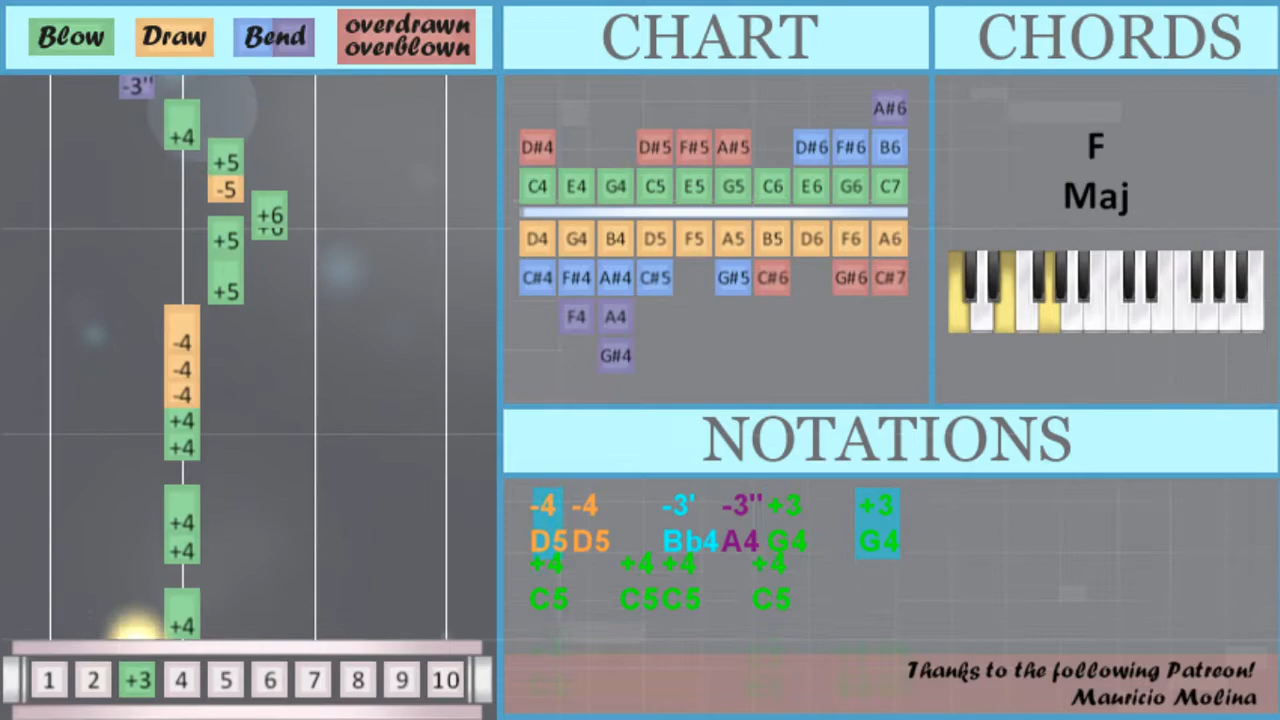 Blow Draw Bend overdrawn
overblown
CHART
CHORDS
-3"
+4
+5
-5
+6
+5
+5
-4
-4
-4
+4
+4
+4
+4
+4
1 2 +3 4 5 6 7 8 9 10
A#6
D#4 D#5 F#5 A#5 D#6 F#6 B6
C4 E4 G4 C5 E5 G5 C6 E6 G6 C7
D4 G4 B4 D5 F5 A5 B5 D6 F6 A6
C#4 F#4 A#4 C#5 G#5 C#6 G#6 C#7
F4 A4
G#4
F
Maj
NOTATIONS
-4 -4 -3' -3" +3 +3
D5 D5 Bb4 A4 G4 G4
+4 +4 +4 +4
C5 C5 C5 C5
Thanks to the following Patreon!
Mauricio Molina